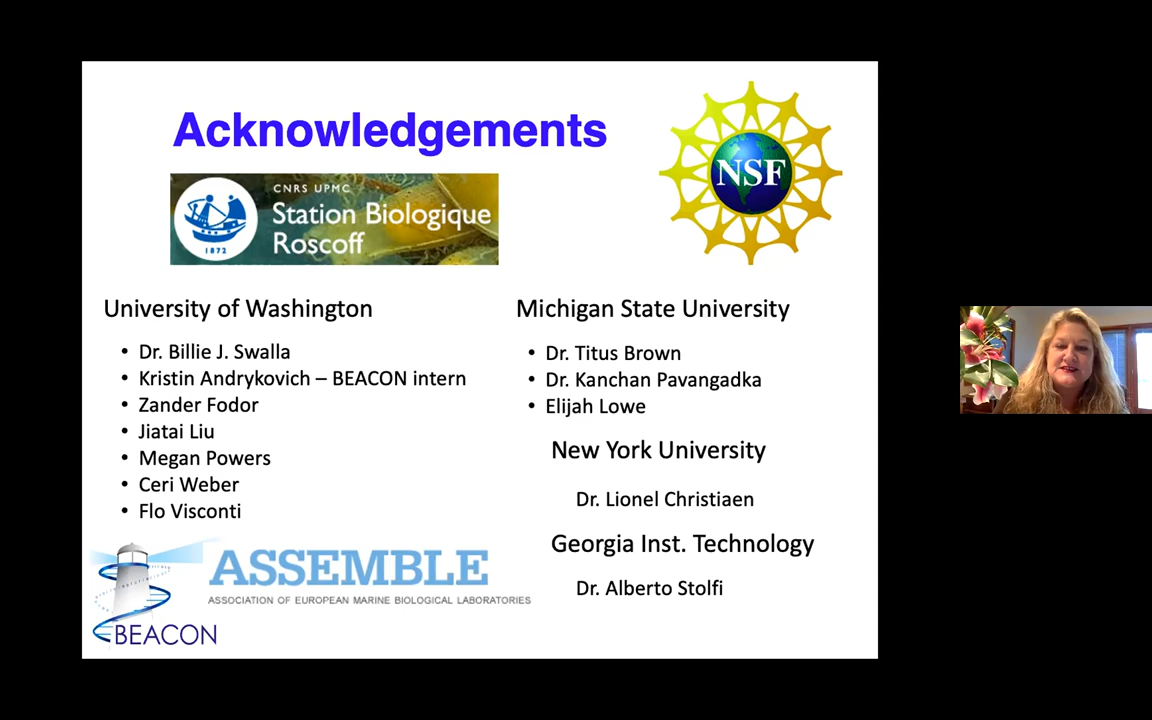 Acknowledgements
NSF
CNRS UPMC
Station Biologique
Roscoff
1872
University of Washington
• Dr. Billie J. Swalla
• Kristin Andrykovich – BEACON intern
• Zander Fodor
• Jiatai Liu
• Megan Powers
• Ceri Weber
• Flo Visconti
Michigan State University
• Dr. Titus Brown
• Dr. Kanchan Pavangadka
• Elijah Lowe
New York University
Dr. Lionel Christiaen
Georgia Inst. Technology
Dr. Alberto Stolfi
ASSEMBLE
ASSOCIATION OF EUROPEAN MARINE BIOLOGICAL LABORATORIES
BEACON